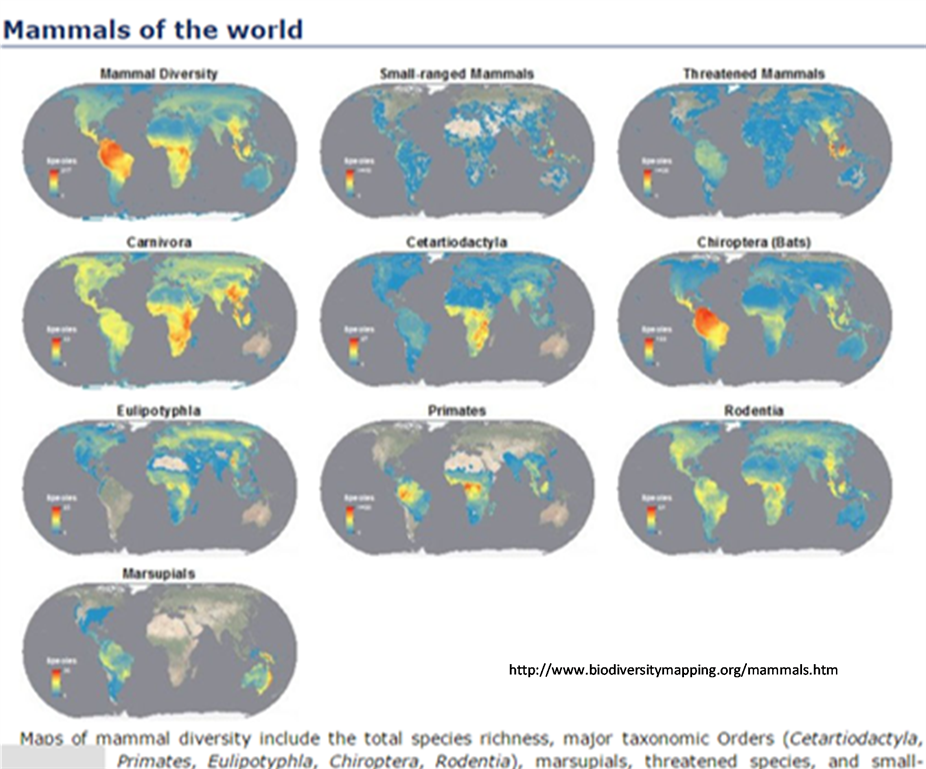 Mammals of the world
Mammal Diversity
Small-ranged Mammals
Threatened Mammals
Species
Species
Species
Carnivora
Cetartiodactyla
Chiroptera (Bats)
Species
Species
Species
Eulipotyphla
Primates
Rodentia
Species
Species
Species
Marsupials
Species
http://www.biodiversitymapping.org/mammals.htm
Maps of mammal diversity include the total species richness, major taxonomic Orders (Cetartiodactyla,
Primates, Eulipotyphla, Chiroptera, Rodentia), marsupials, threatened species, and small-